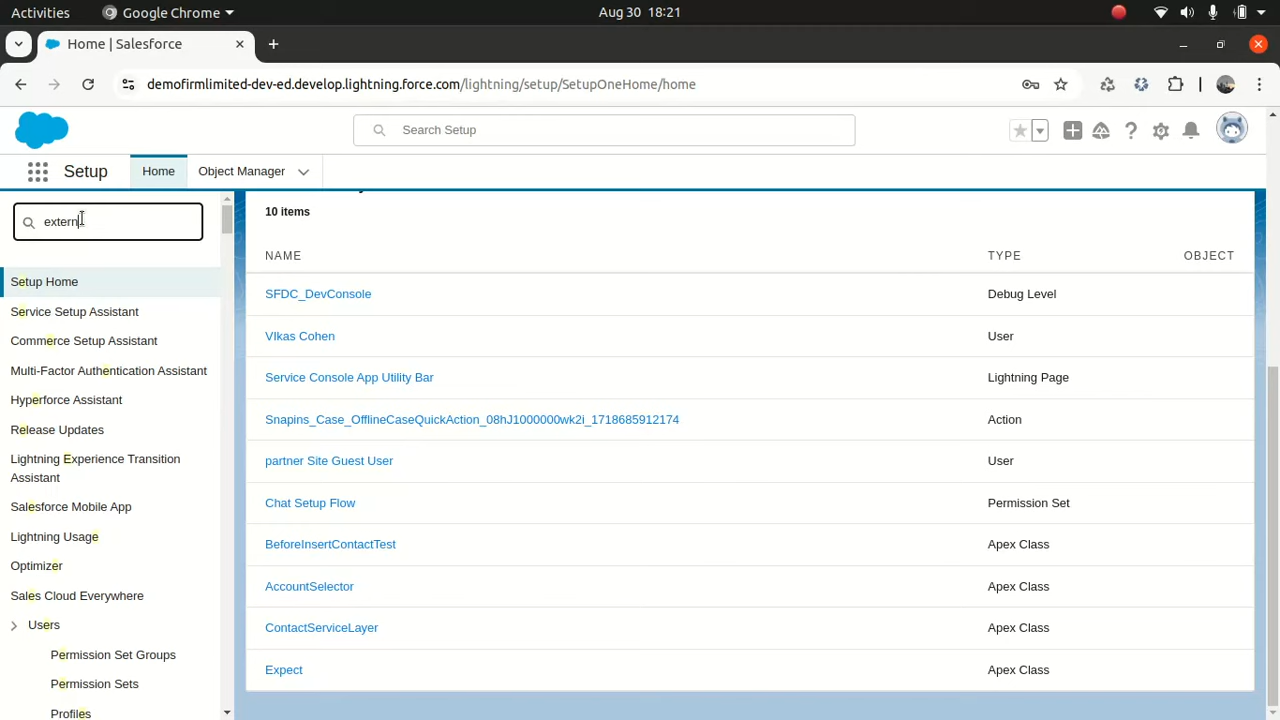 Activities
Google Chrome
Aug 30 18:21
Home | Salesforce
demofirmlimited-dev-ed.develop.lightning.force.com/lightning/setup/SetupOneHome/home
Search Setup
Setup
Home
Object Manager
extern
Setup Home
Service Setup Assistant
Commerce Setup Assistant
Multi-Factor Authentication Assistant
Hyperforce Assistant
Release Updates
Lightning Experience Transition
Assistant
Salesforce Mobile App
Lightning Usage
Optimizer
Sales Cloud Everywhere
Users
Permission Set Groups
Permission Sets
Profiles
10 items
NAME TYPE OBJECT
SFDC_DevConsole Debug Level
VIkas Cohen User
Service Console App Utility Bar Lightning Page
Snapins_Case_OfflineCaseQuickAction_08hJ1000000wk2i_1718685912174 Action
partner Site Guest User User
Chat Setup Flow Permission Set
BeforeInsertContactTest Apex Class
AccountSelector Apex Class
ContactServiceLayer Apex Class
Expect Apex Class